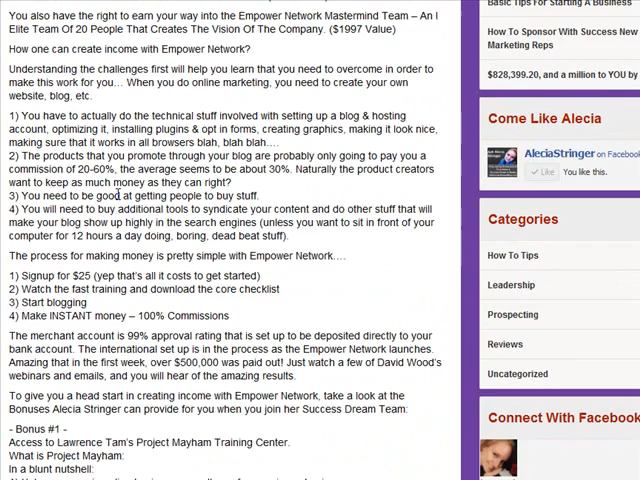 You also have the right to earn your way into the Empower Network Mastermind Team – An I
Elite Team Of 20 People That Creates The Vision Of The Company. ($1997 Value)
How one can create income with Empower Network?
Understanding the challenges first will help you learn that you need to overcome in order to
make this work for you… When you do online marketing, you need to create your own
website, blog, etc.
1) You have to actually do the technical stuff involved with setting up a blog & hosting
account, optimizing it, installing plugins & opt in forms, creating graphics, making it look nice,
making sure that it works in all browsers blah, blah blah….
2) The products that you promote through your blog are probably only going to pay you a
commission of 20-60%, the average seems to be about 30%. Naturally the product creators
want to keep as much money as they can right?
3) You need to be good at getting people to buy stuff.
4) You will need to buy additional tools to syndicate your content and do other stuff that will
make your blog show up highly in the search engines (unless you want to sit in front of your
computer for 12 hours a day doing, boring, dead beat stuff).
The process for making money is pretty simple with Empower Network….
1) Signup for $25 (yep that's all it costs to get started)
2) Watch the fast training and download the core checklist
3) Start blogging
4) Make INSTANT money – 100% Commissions
The merchant account is 99% approval rating that is set up to be deposited directly to your
bank account. The international set up is in the process as the Empower Network launches.
Amazing that in the first week, over $500,000 was paid out! Just watch a few of David Wood's
webinars and emails, and you will hear of the amazing results.
To give you a head start in creating income with Empower Network, take a look at the
Bonuses Alecia Stringer can provide for you when you join her Success Dream Team:
- Bonus #1 -
Access to Lawrence Tam's Project Mayham Training Center.
What is Project Mayham:
In a blunt nutshell:
Basic Tips For Starting A Business
How To Sponsor With Success New
Marketing Reps
$828,399.20, and a million to YOU by
Come Like Alecia
AleciaStringer on Facebook
Like You like this.
Categories
How To Tips
Leadership
Prospecting
Reviews
Uncategorized
Connect With Facebook